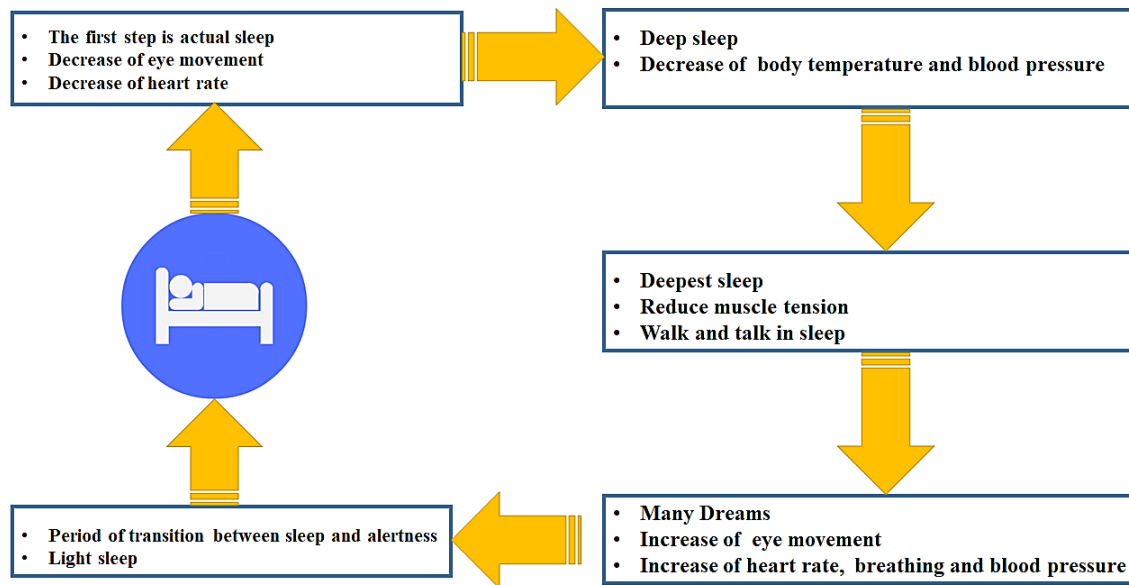 • The first step is actual sleep
• Decrease of eye movement
• Decrease of heart rate
• Deep sleep
• Decrease of body temperature and blood pressure
• Deepest sleep
• Reduce muscle tension
• Walk and talk in sleep
• Many Dreams
• Increase of eye movement
• Increase of heart rate, breathing and blood pressure
• Period of transition between sleep and alertness
• Light sleep